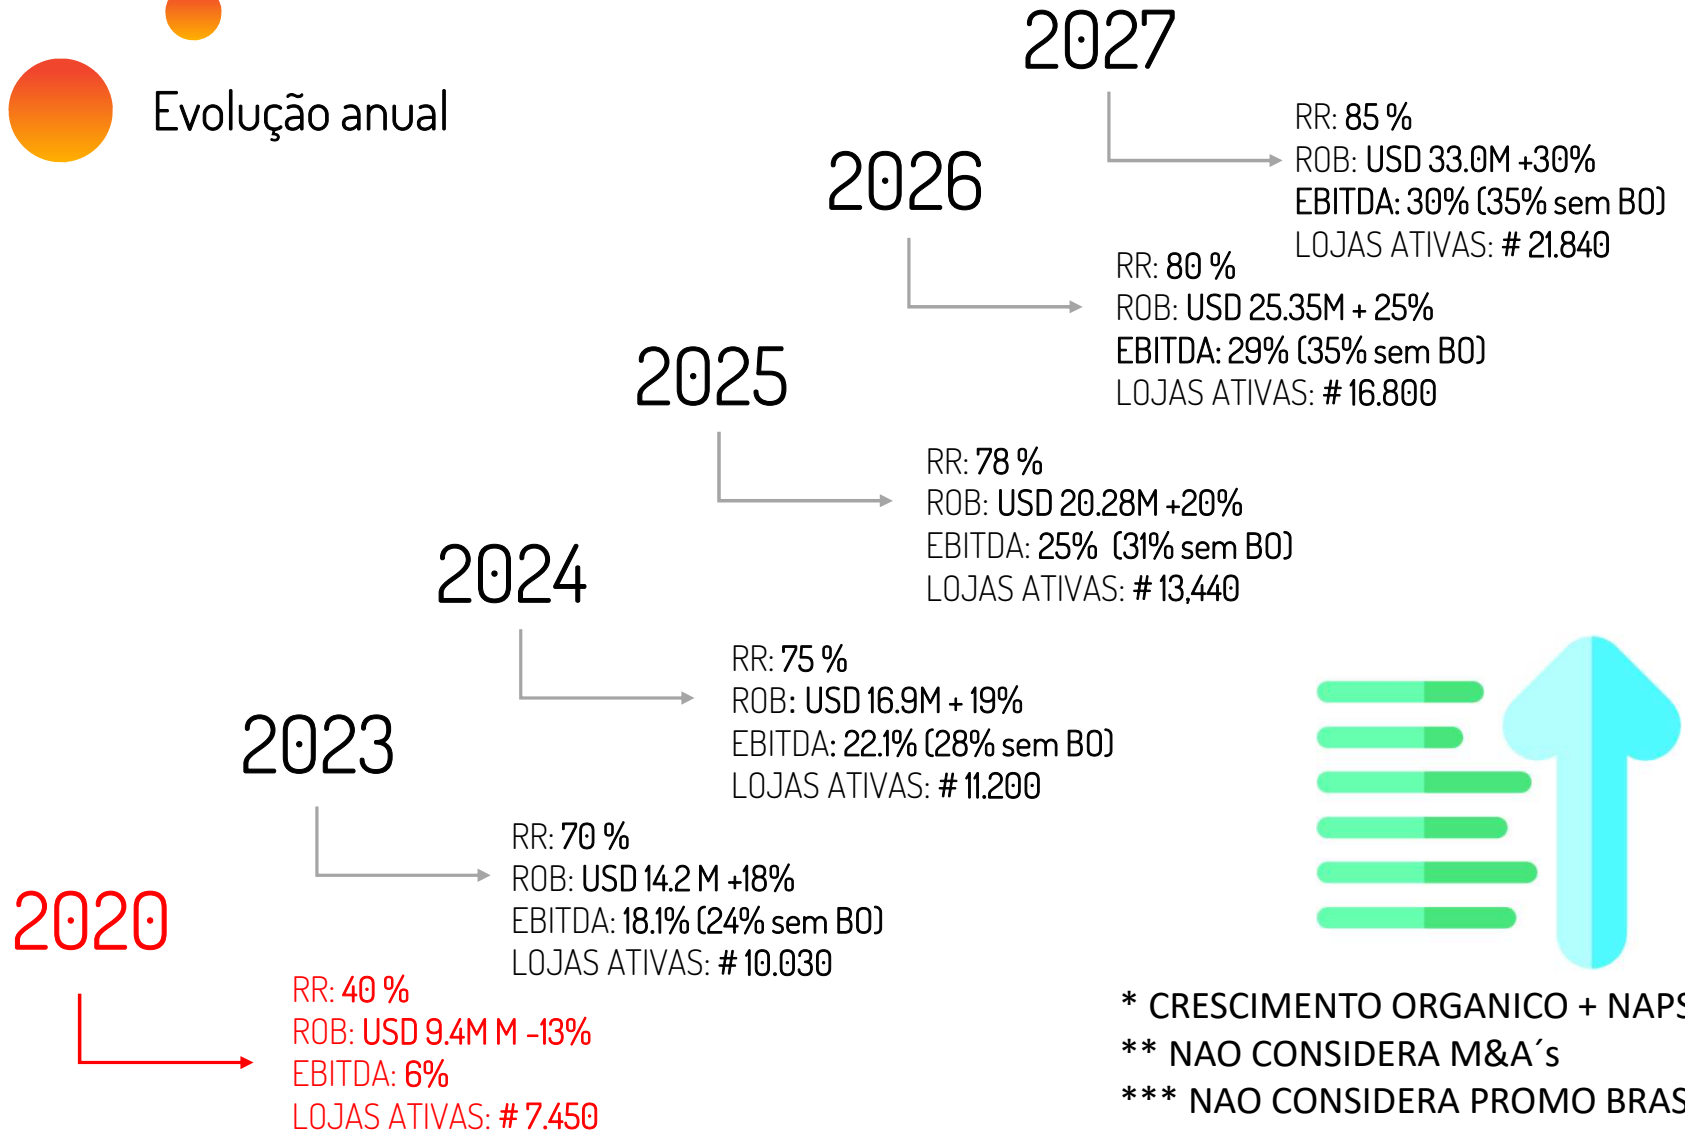 Evolução anual
2027
RR: 85 %
ROB: USD 33.0M +30%
EBITDA: 30% (35% sem BO)
LOJAS ATIVAS: # 21.840
2026
RR: 80 %
ROB: USD 25.35M + 25%
EBITDA: 29% (35% sem BO)
LOJAS ATIVAS: # 16.800
2025
RR: 78 %
ROB: USD 20.28M +20%
EBITDA: 25% (31% sem BO)
LOJAS ATIVAS: # 13,440
2024
RR: 75 %
ROB: USD 16.9M + 19%
EBITDA: 22.1% (28% sem BO)
LOJAS ATIVAS: # 11.200
2023
RR: 70 %
ROB: USD 14.2 M +18%
EBITDA: 18.1% (24% sem BO)
LOJAS ATIVAS: # 10.030
2020
RR: 40 %
ROB: USD 9.4M M -13%
EBITDA: 6%
LOJAS ATIVAS: # 7.450
* CRESCIMENTO ORGANICO + NAPS
** NAO CONSIDERA M&A´s
*** NAO CONSIDERA PROMO BRAS